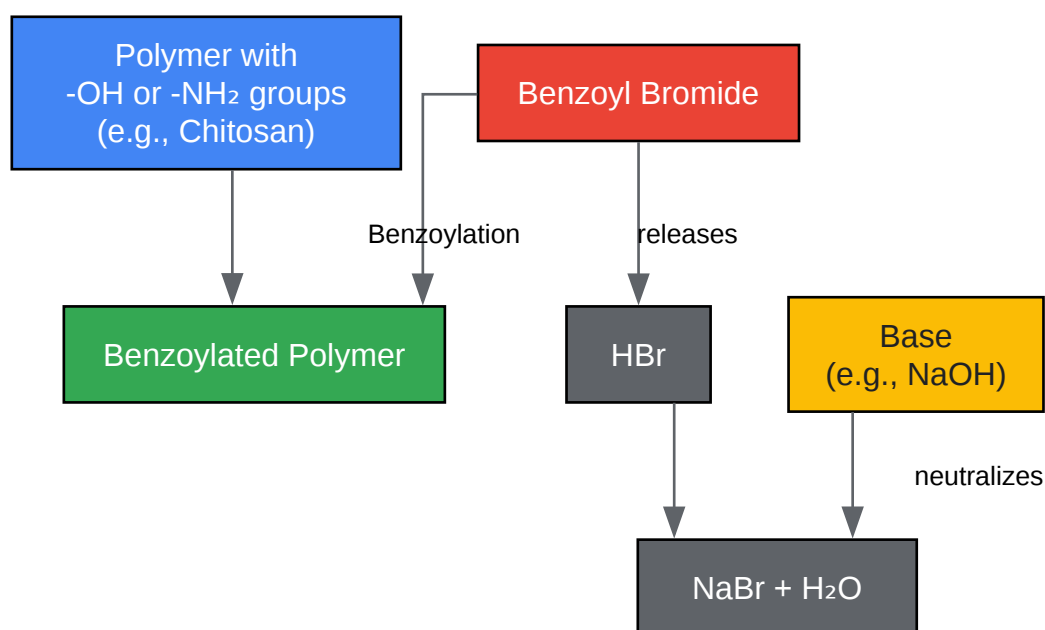 Polymer with
-OH or -NH₂ groups
(e.g., Chitosan)
Benzoyl Bromide
Benzoylation
releases
Benzoylated Polymer
HBr
Base
(e.g., NaOH)
neutralizes
NaBr + H₂O